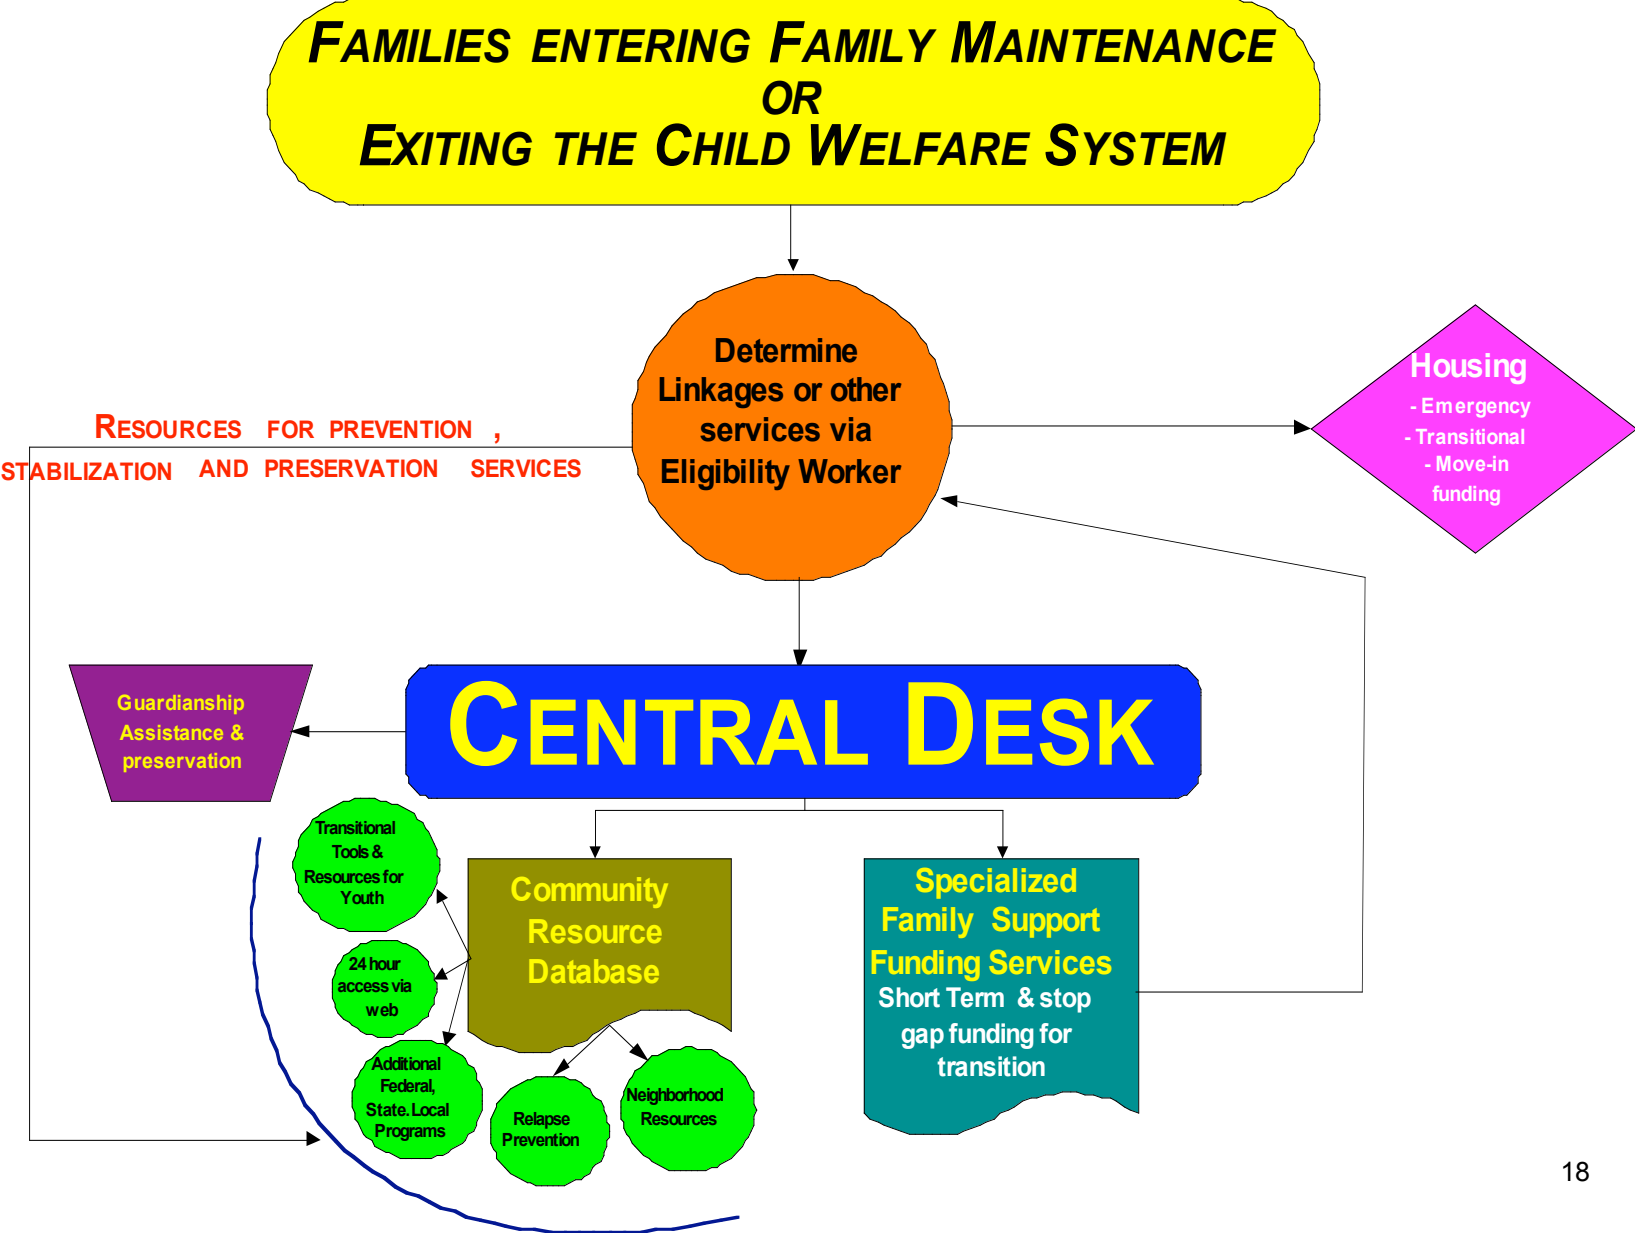 FAMILIES ENTERING FAMILY MAINTENANCE
OR
EXITING THE CHILD WELFARE SYSTEM
Determine
Linkages or other
services via
Eligibility Worker
Housing
- Emergency
- Transitional
- Move-in
funding
RESOURCES FOR PREVENTION ,
STABILIZATION AND PRESERVATION SERVICES
CENTRAL DESK
Guardianship
Assistance &
preservation
Transitional
Tools &
Resources for
Youth
24 hour
access via
web
Additional
Federal,
State. Local
Programs
Relapse
Prevention
Neighborhood
Resources
Community
Resource
Database
Specialized
Family Support
Funding Services
Short Term & stop
gap funding for
transition
18